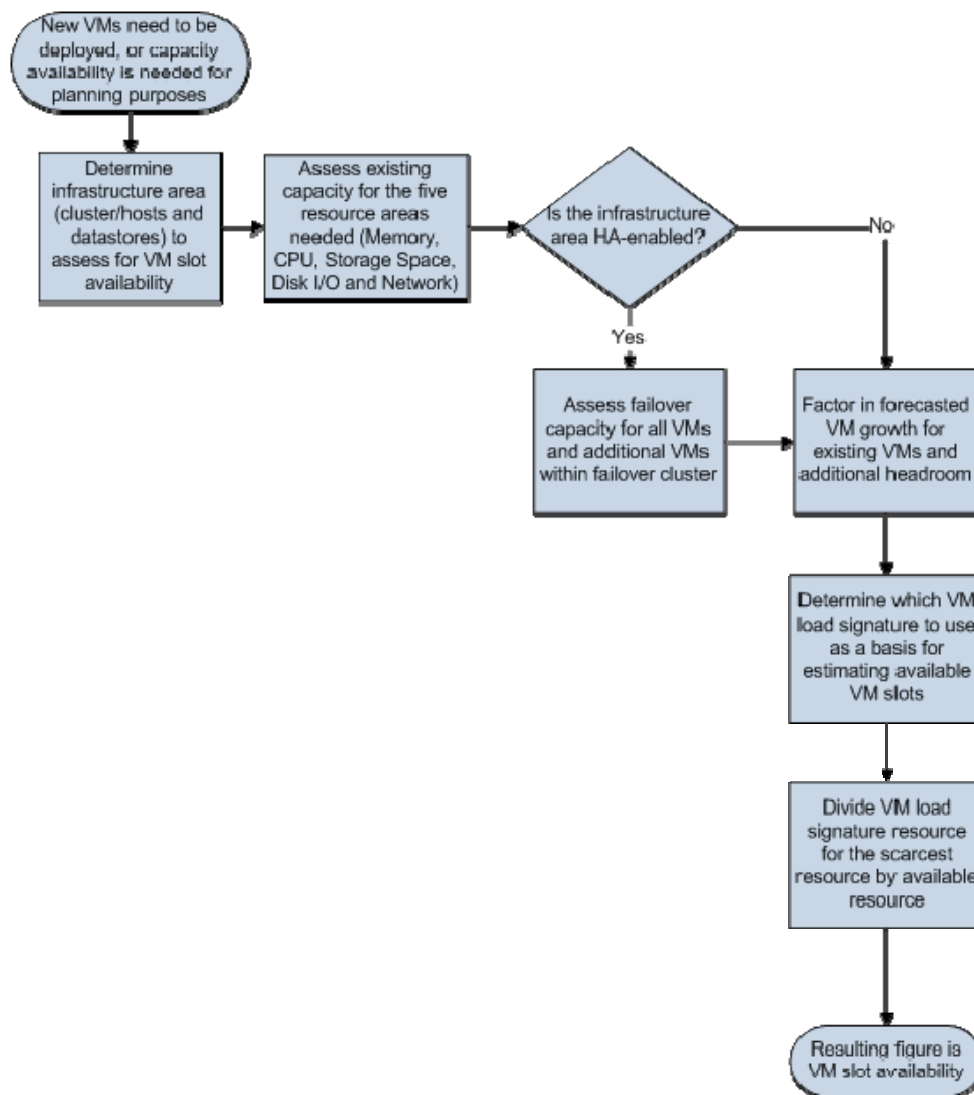 New VMs need to be
deployed, or capacity
availability is needed for
planning purposes
Determine
infrastructure area
(cluster/hosts and
datastores) to
assess for VM slot
availability
Assess existing
capacity for the five
resource areas
needed (Memory,
CPU, Storage Space,
Disk I/O and Network)
Is the infrastructure
area HA-enabled?
No
Yes
Assess failover
capacity for all VMs
and additional VMs
within failover cluster
Factor in forecasted
VM growth for
existing VMs and
additional headroom
Determine which VM
load signature to use
as a basis for
estimating available
VM slots
Divide VM load
signature resource
for the scarcest
resource by available
resource
Resulting figure is
VM slot availability